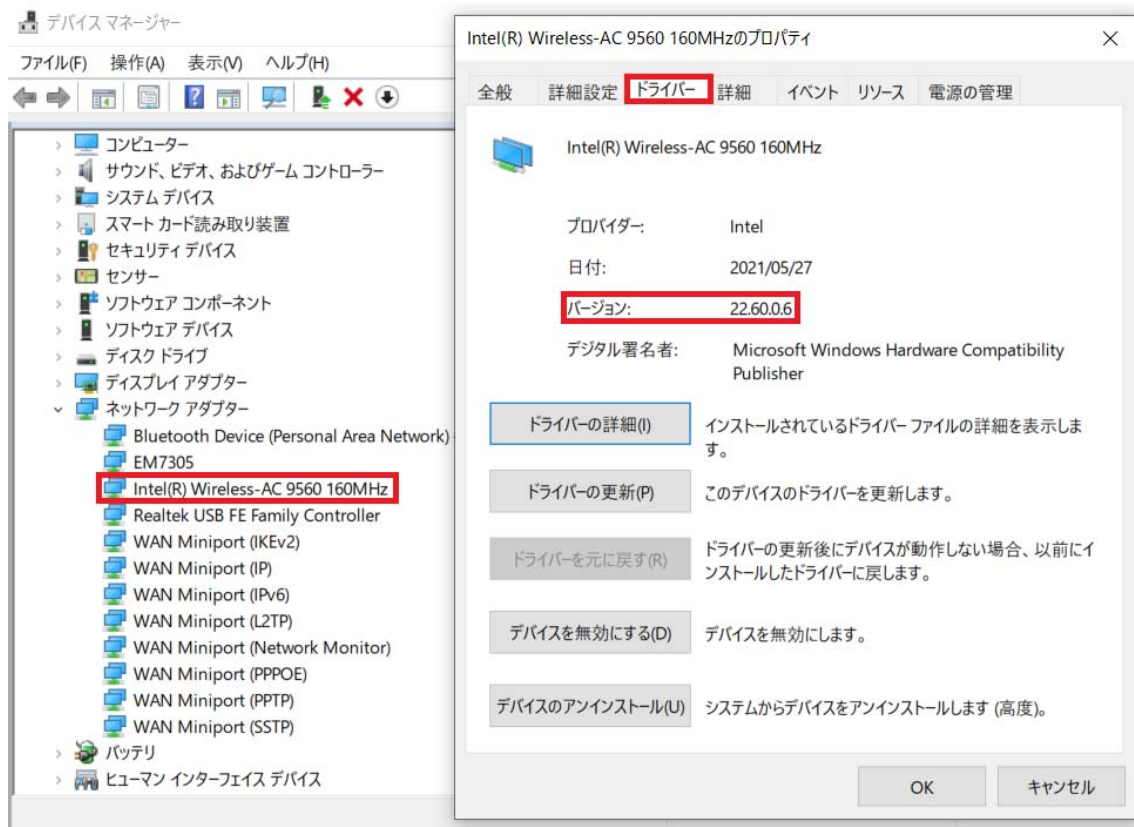 デバイス マネージャー
ファイル(F) 操作(A) 表示(V) ヘルプ(H)
コンピューター
サウンド、ビデオ、およびゲーム コントローラー
システム デバイス
スマート カード読み取り装置
セキュリティ デバイス
センサー
ソフトウェア コンポーネント
ソフトウェア デバイス
ディスク ドライブ
ディスプレイ アダプター
ネットワーク アダプター
Bluetooth Device (Personal Area Network)
EM7305
Intel(R) Wireless-AC 9560 160MHz
Realtek USB FE Family Controller
WAN Miniport (IKEv2)
WAN Miniport (IP)
WAN Miniport (IPv6)
WAN Miniport (L2TP)
WAN Miniport (Network Monitor)
WAN Miniport (PPPOE)
WAN Miniport (PPTP)
WAN Miniport (SSTP)
バッテリ
ヒューマン インターフェイス デバイス
Intel(R) Wireless-AC 9560 160MHzのプロパティ
全般 詳細設定 ドライバー 詳細 イベント リソース 電源の管理
Intel(R) Wireless-AC 9560 160MHz
プロバイダー: Intel
日付: 2021/05/27
バージョン: 22.60.0.6
デジタル署名者: Microsoft Windows Hardware Compatibility
Publisher
ドライバーの詳細(I) インストールされているドライバー ファイルの詳細を表示しま
す。
ドライバーの更新(P) このデバイスのドライバーを更新します。
ドライバーを元に戻す(R) ドライバーの更新後にデバイスが動作しない場合、以前にイ
ンストールしたドライバーに戻します。
デバイスを無効にする(D) デバイスを無効にします。
デバイスのアンインストール(U) システムからデバイスをアンインストールします (高度)。
OK キャンセル